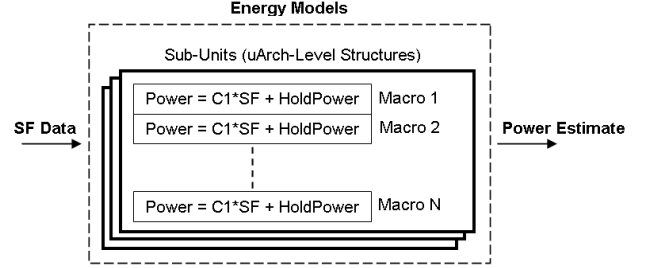 Energy Models
Sub-Units (uArch-Level Structures)
Power = C1*SF + HoldPower Macro 1
SF Data Power = C1*SF + HoldPower Macro 2 Power Estimate
Power = C1*SF + HoldPower Macro N